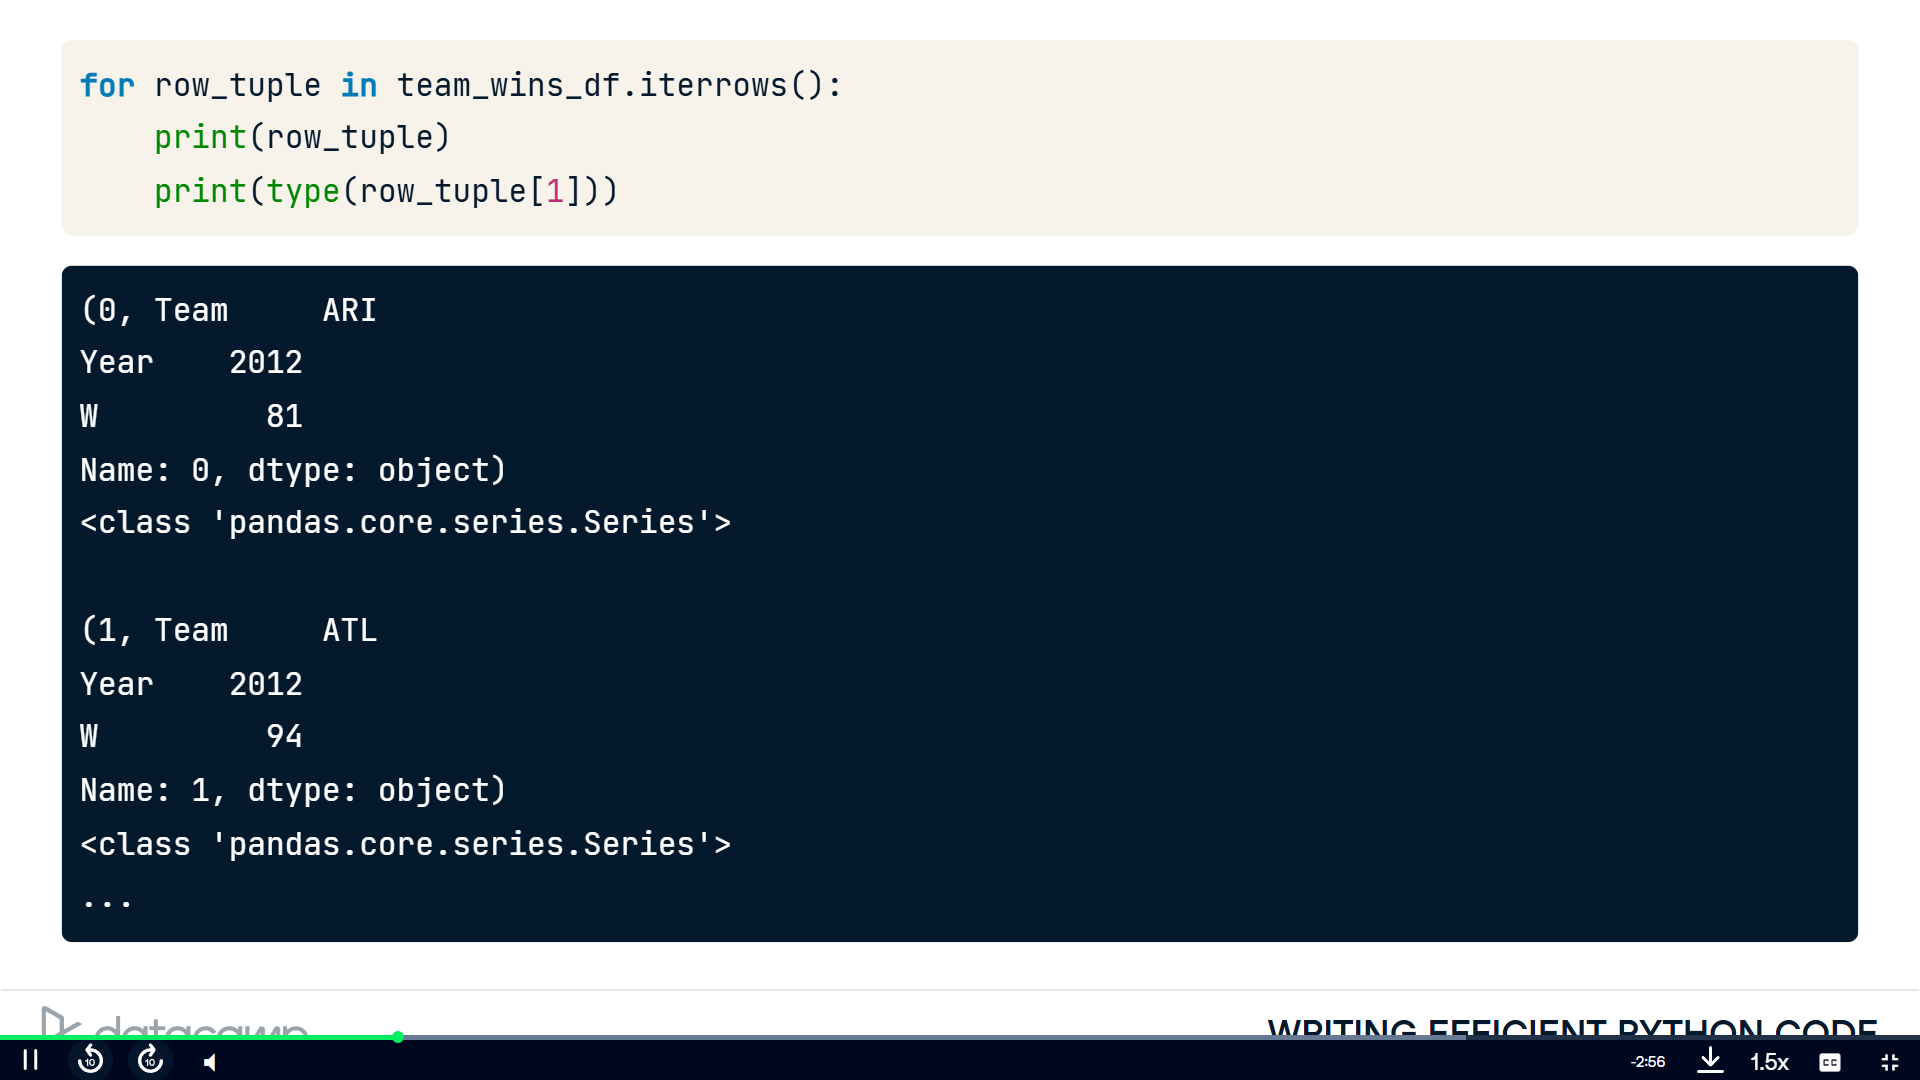 for row_tuple in team_wins_df.iterrows():
    print(row_tuple)
    print(type(row_tuple[1]))
(0, Team     ARI
Year    2012
W         81
Name: 0, dtype: object)
<class 'pandas.core.series.Series'>
(1, Team     ATL
Year    2012
W         94
Name: 1, dtype: object)
<class 'pandas.core.series.Series'>
...
datacamp
WRITING EFFICIENT PYTHON CODE
10
10
-2:56
1.5x
CC